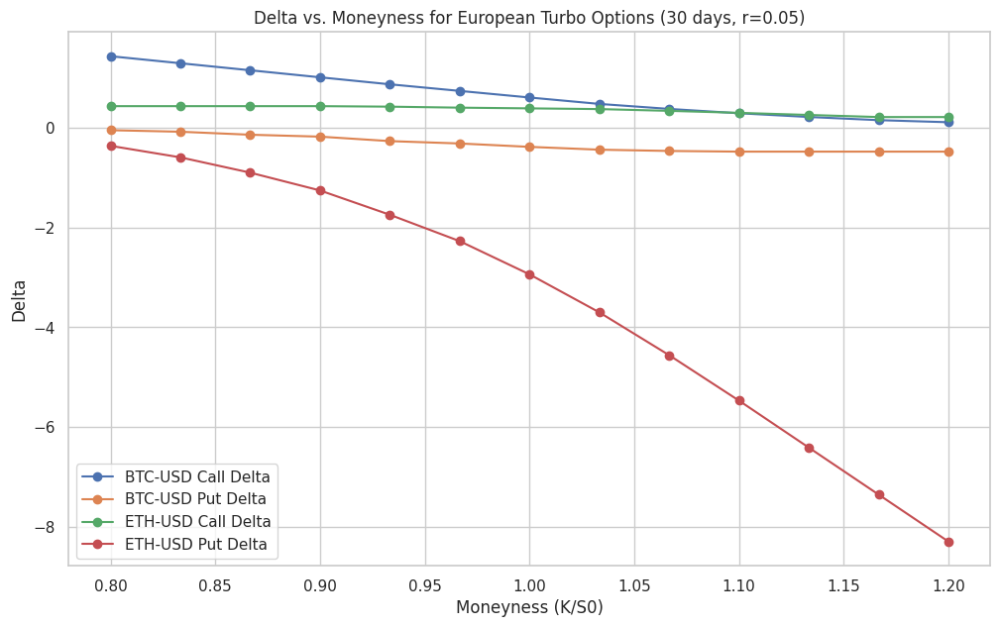 Delta vs. Moneyness for European Turbo Options (30 days, r=0.05)
Delta
0
−2
−4
−6
−8
BTC-USD Call Delta
BTC-USD Put Delta
ETH-USD Call Delta
ETH-USD Put Delta
0.80 0.85 0.90 0.95 1.00 1.05 1.10 1.15 1.20
Moneyness (K/S0)